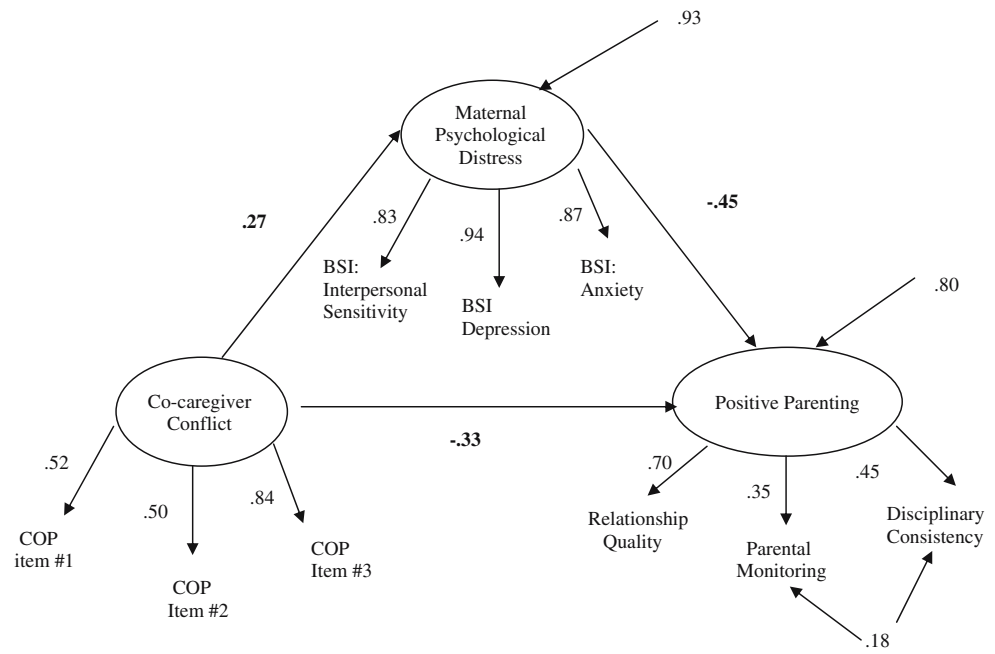 .93
Maternal
Psychological
Distress
.27
-.45
.83
.94
.87
BSI:
Interpersonal
Sensitivity
BSI
Depression
BSI:
Anxiety
.80
Co-caregiver
Conflict
Positive Parenting
-.33
.52
.50
.84
.70
.35
.45
COP
item #1
COP
Item #2
COP
Item #3
Relationship
Quality
Parental
Monitoring
Disciplinary
Consistency
.18